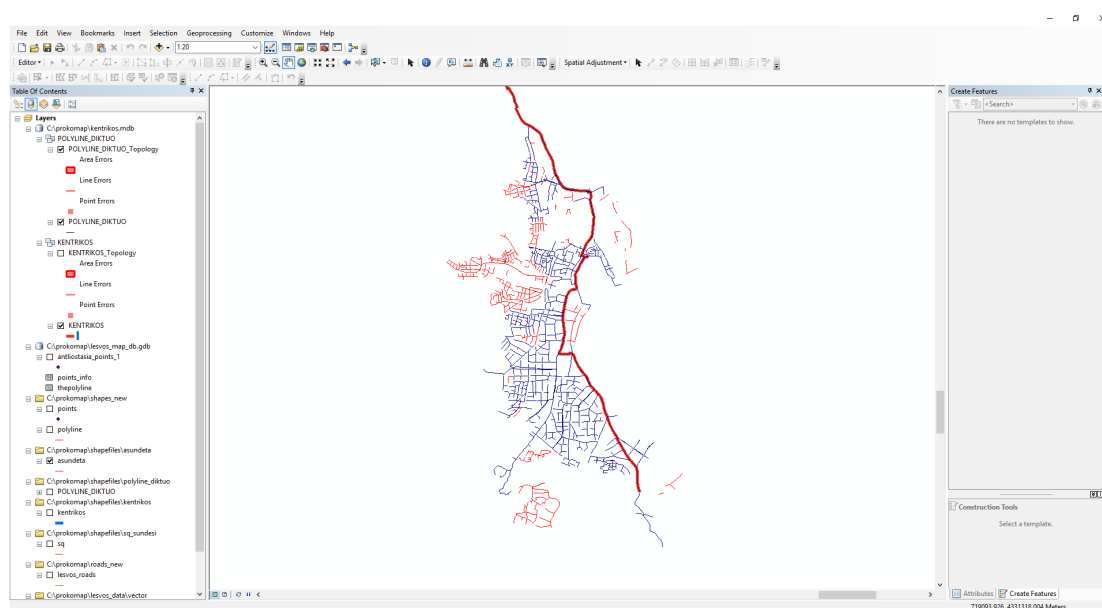 File Edit View Bookmarks Insert Selection Geoprocessing Customize Windows Help
1:20
Editor
Spatial Adjustment
Table Of Contents
Create Features
<Search>
There are no templates to show.
Layers
C:\prokomap\kentrikos.mdb
POLYLINE_DIKTUO
POLYLINE_DIKTUO_Topology
Area Errors
Line Errors
Point Errors
POLYLINE_DIKTUO
KENTRIKOS
KENTRIKOS_Topology
Area Errors
Line Errors
Point Errors
KENTRIKOS
C:\prokomap\lesvos_map_db.gdb
antliostasia_points_1
points_info
thepolyline
C:\prokomap\shapes_new
points
polyline
C:\prokomap\shapefiles\asundeta
asundeta
C:\prokomap\shapefiles\polyline_diktuo
POLYLINE_DIKTUO
C:\prokomap\shapefiles\kentrikos
kentrikos
C:\prokomap\shapefiles\sq_sundesi
sq
C:\prokomap\roads_new
lesvos_roads
C:\prokomap\lesvos_data\vector
Construction Tools
Select a template.
Attributes Create Features
719093,926 4331318,004 Meters